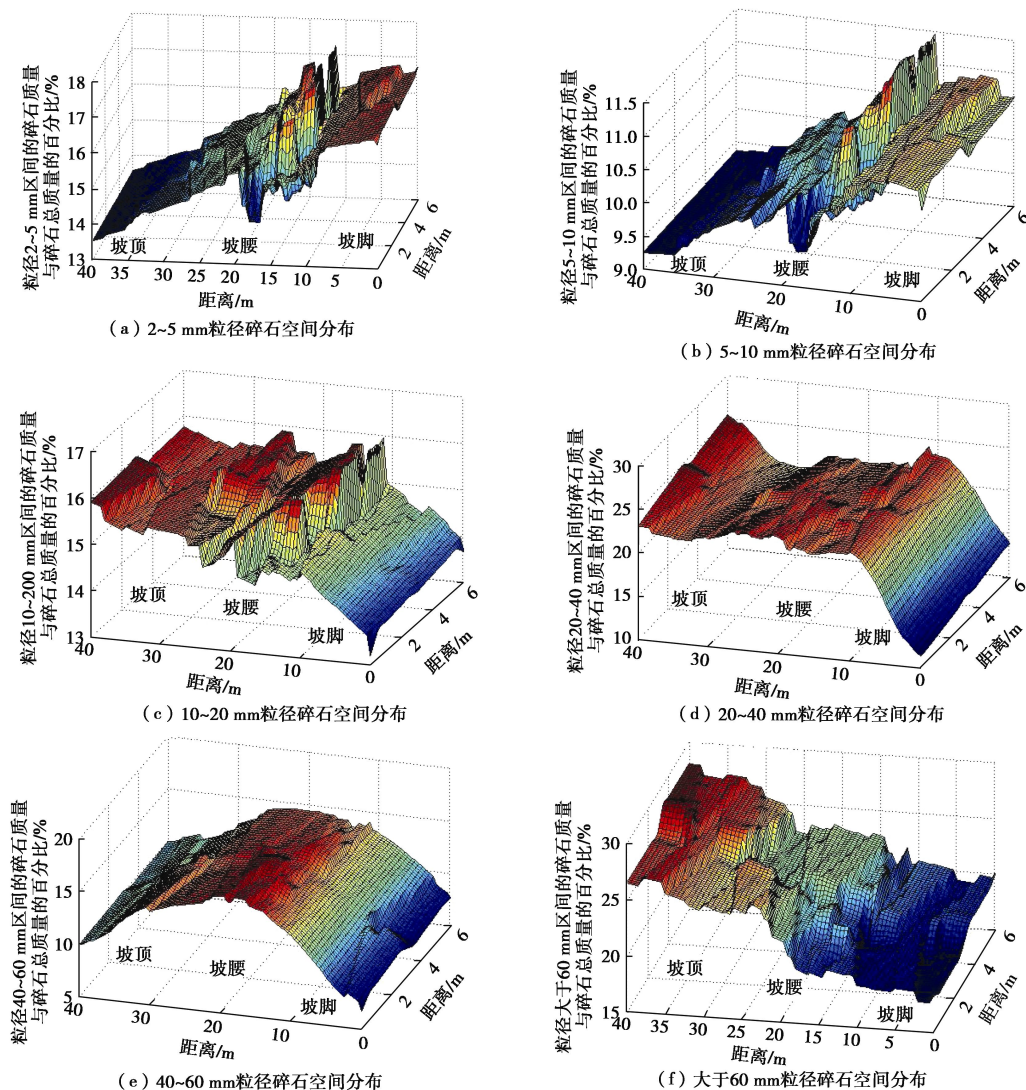 粒径2~5 mm区间的碎石质量
与碎石总质量的百分比/%
18
17
16
15
14
13
坡顶
坡腰
坡脚
40 35 30 25 20 15 10 5 0
距离/m
2 4 6
距离/m
(a) 2~5 mm粒径碎石空间分布
粒径5~10 mm区间的碎石质量
与碎石总质量的百分比/%
11.5
11.0
10.5
10.0
9.5
9.0
坡顶
坡腰
坡脚
40 30 20 10 0
距离/m
2 4 6
距离/m
(b) 5~10 mm粒径碎石空间分布
粒径10~200 mm区间的碎石质量
与碎石总质量的百分比/%
17
16
15
14
13
坡顶
坡腰
坡脚
40 30 20 10 0
距离/m
2 4 6
距离/m
(c) 10~20 mm粒径碎石空间分布
粒径20~40 mm区间的碎石质量
与碎石总质量的百分比/%
30
25
20
15
10
坡顶
坡腰
坡脚
40 30 20 10 0
距离/m
2 4 6
距离/m
(d) 20~40 mm粒径碎石空间分布
粒径40~60 mm区间的碎石质量
与碎石总质量的百分比/%
20
15
10
5
坡顶
坡腰
坡脚
40 30 20 10 0
距离/m
2 4 6
距离/m
(e) 40~60 mm粒径碎石空间分布
粒径大于60 mm区间的碎石质量
与碎石总质量的百分比/%
30
25
20
15
坡顶
坡腰
坡脚
40 35 30 25 20 15 10 5 0
距离/m
2 4 6
距离/m
(f) 大于60 mm粒径碎石空间分布